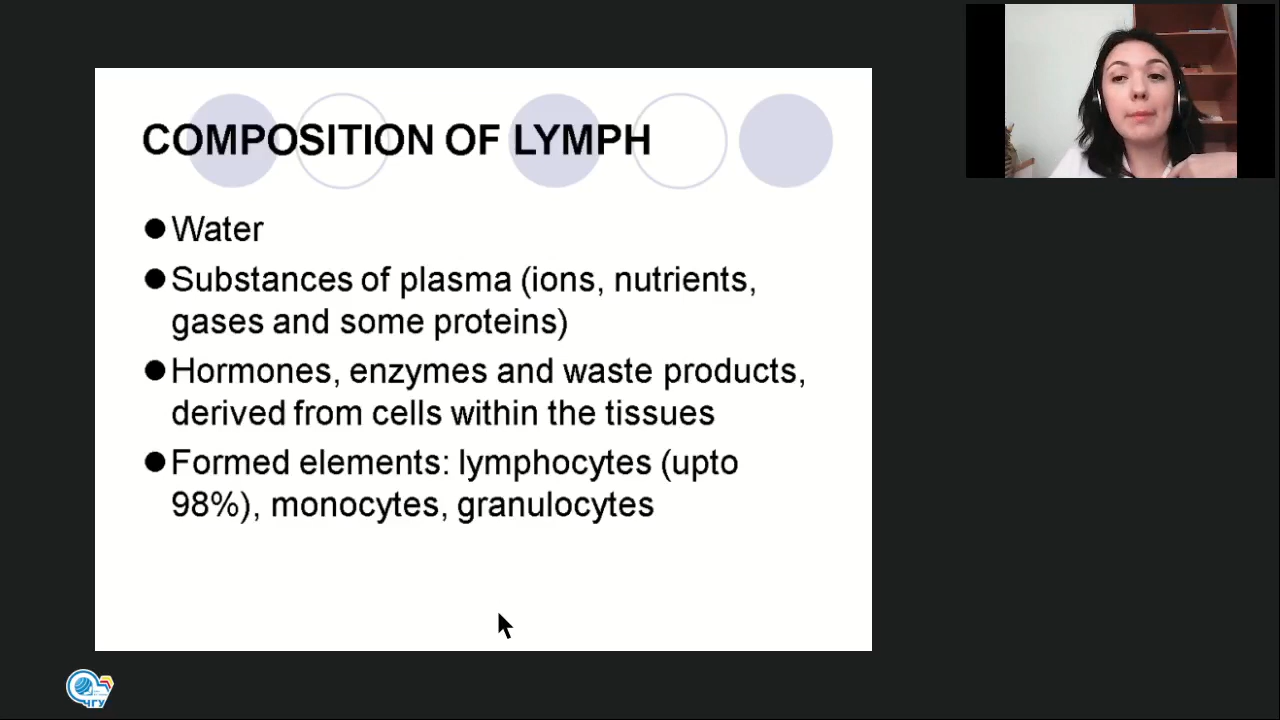 COMPOSITION OF LYMPH
●Water
●Substances of plasma (ions, nutrients,
gases and some proteins)
●Hormones, enzymes and waste products,
derived from cells within the tissues
●Formed elements: lymphocytes (upto
98%), monocytes, granulocytes
ЧГУ